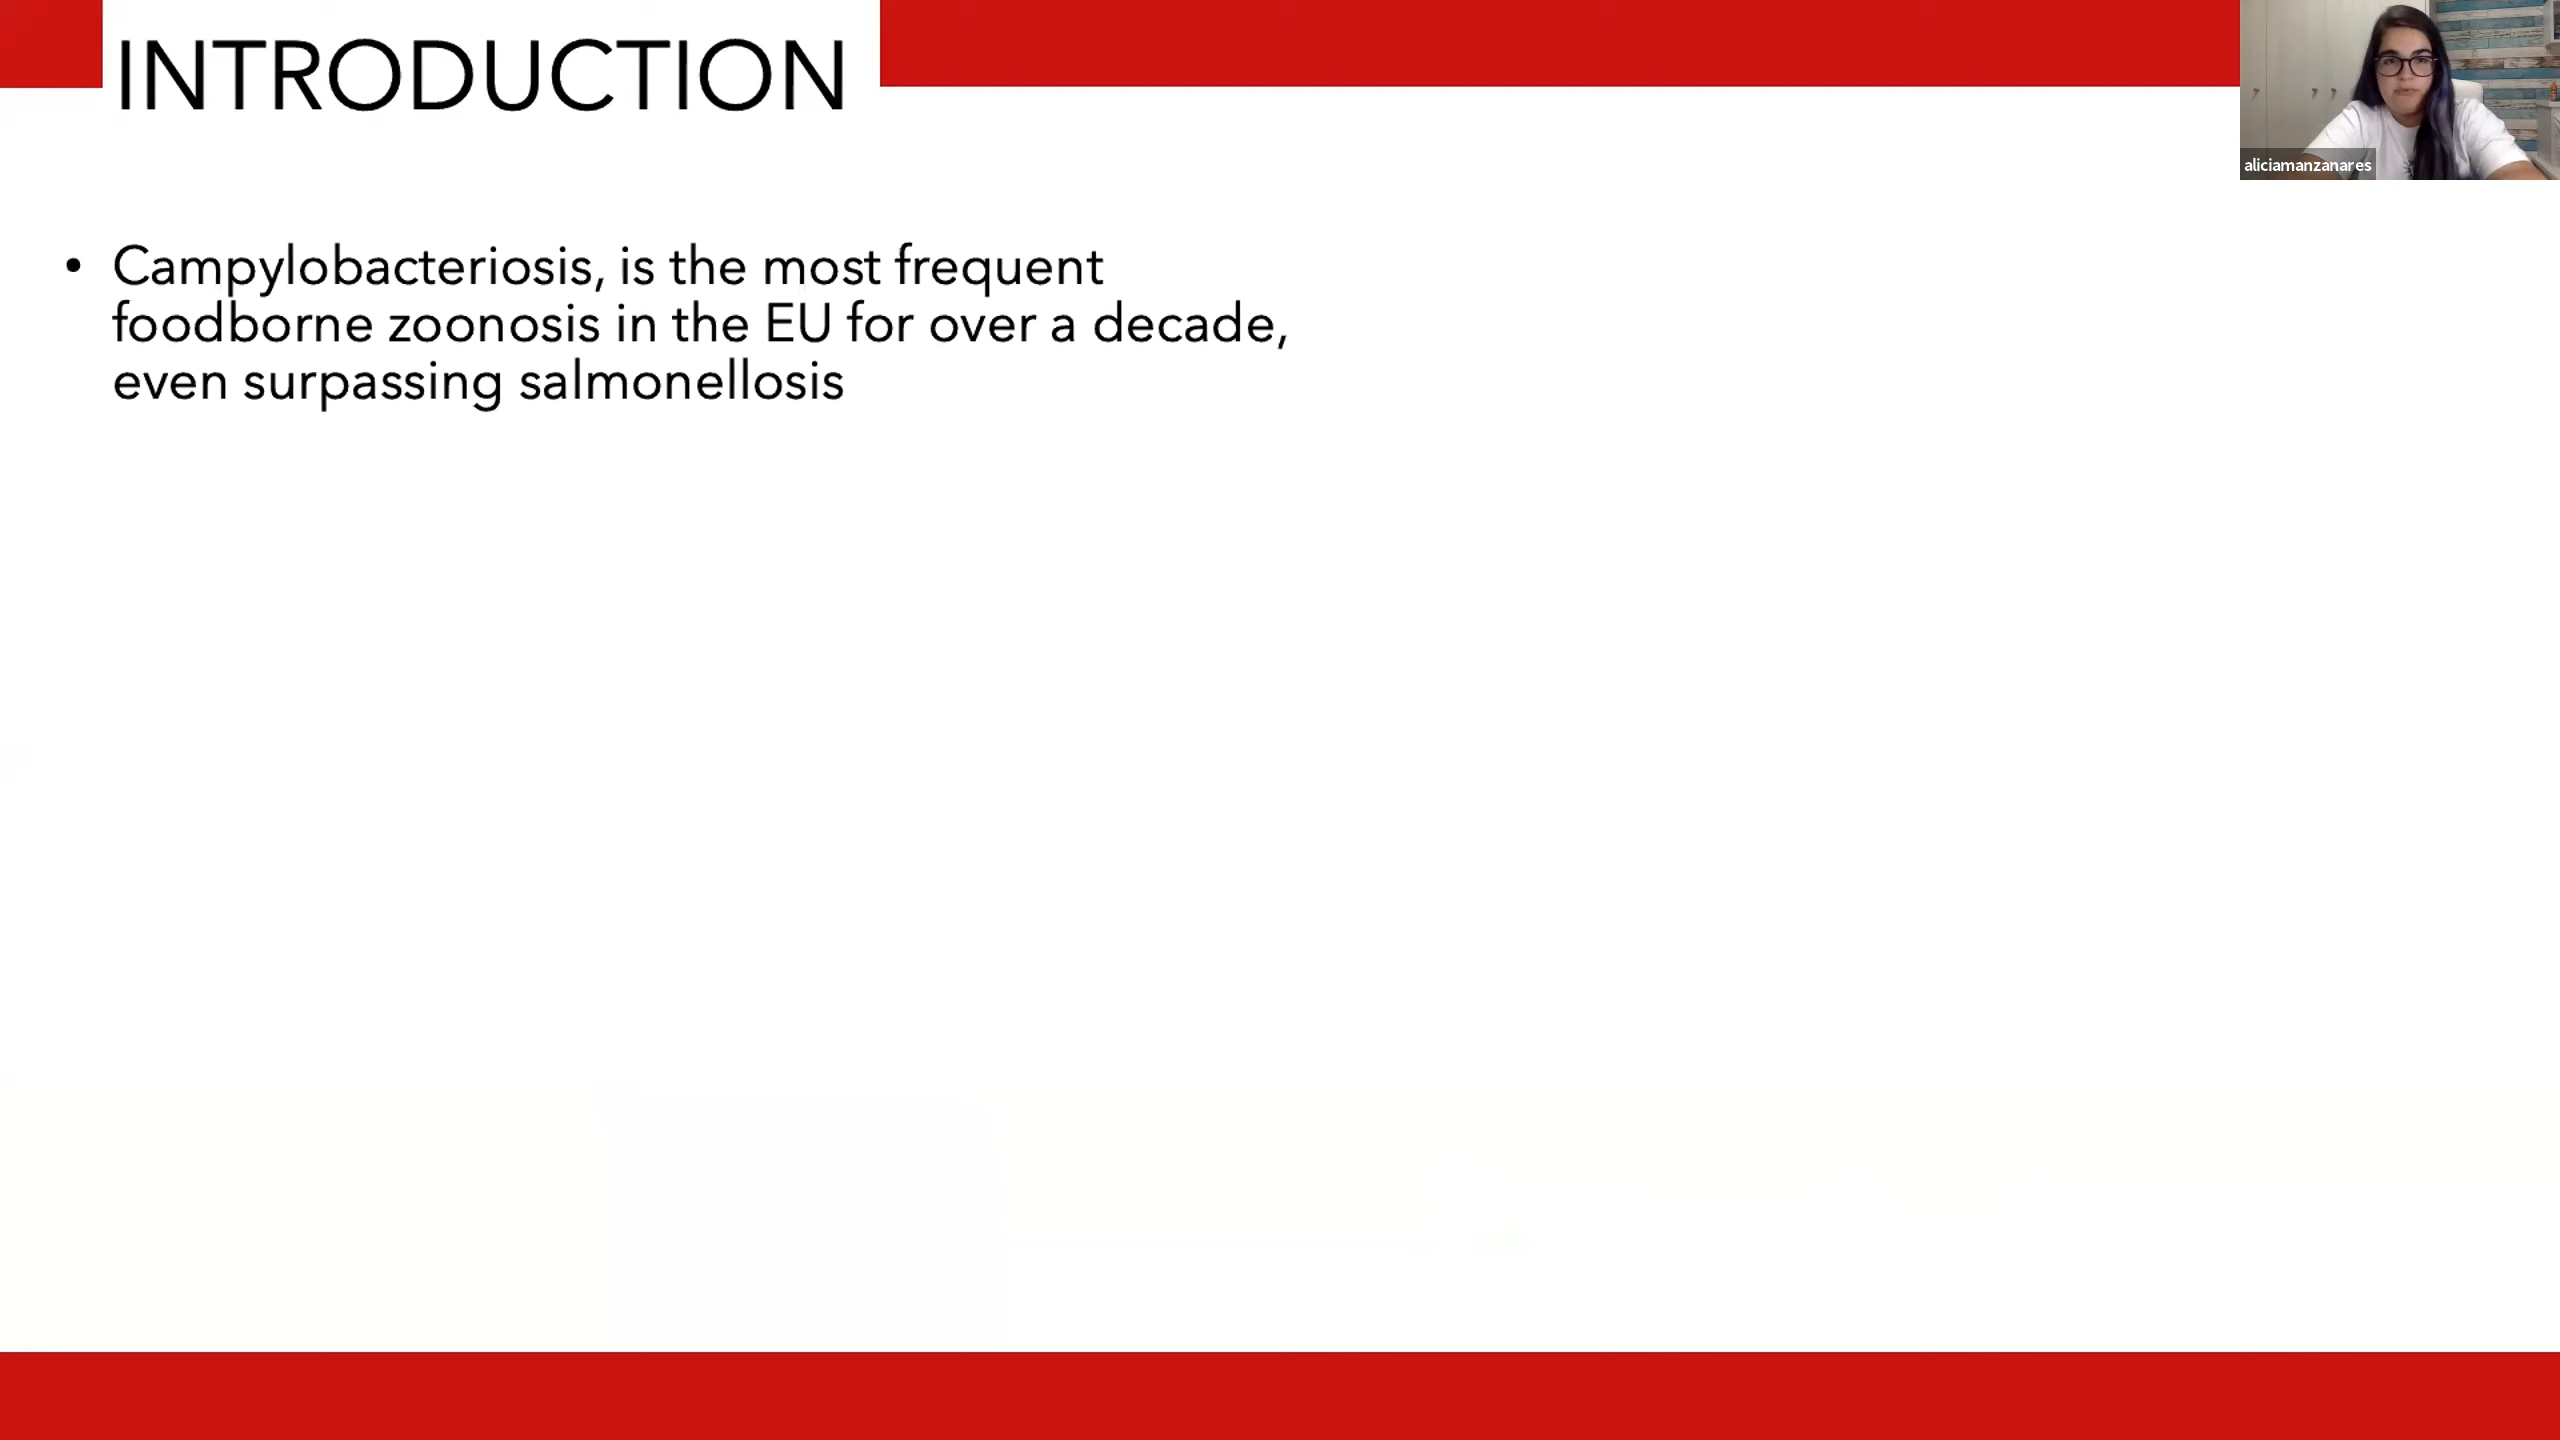 INTRODUCTION
aliciamanzanares
• Campylobacteriosis, is the most frequent
foodborne zoonosis in the EU for over a decade,
even surpassing salmonellosis